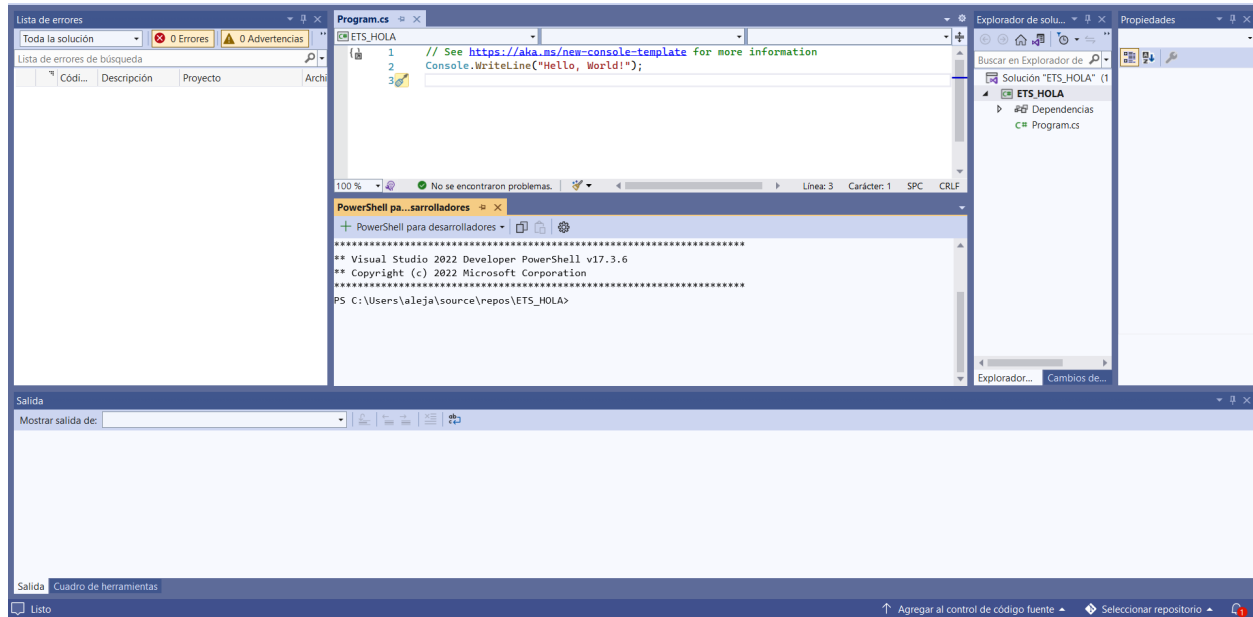 Lista de errores
Toda la solución
0 Errores
0 Advertencias
Lista de errores de búsqueda
Códi... Descripción Proyecto Archi
Program.cs
ETS_HOLA
1 // See https://aka.ms/new-console-template for more information
2 Console.WriteLine("Hello, World!");
3
100 % No se encontraron problemas. Línea: 3 Carácter: 1 SPC CRLF
PowerShell pa...sarrolladores
PowerShell para desarrolladores
**********************************************************************
** Visual Studio 2022 Developer PowerShell v17.3.6
** Copyright (c) 2022 Microsoft Corporation
**********************************************************************
PS C:\Users\aleja\source\repos\ETS_HOLA>
Explorador de solu...
Buscar en Explorador de
Solución "ETS_HOLA" (1
C# ETS_HOLA
Dependencias
C# Program.cs
Explorador... Cambios de...
Propiedades
Salida
Mostrar salida de:
Salida Cuadro de herramientas
Listo
Agregar al control de código fuente
Seleccionar repositorio
1